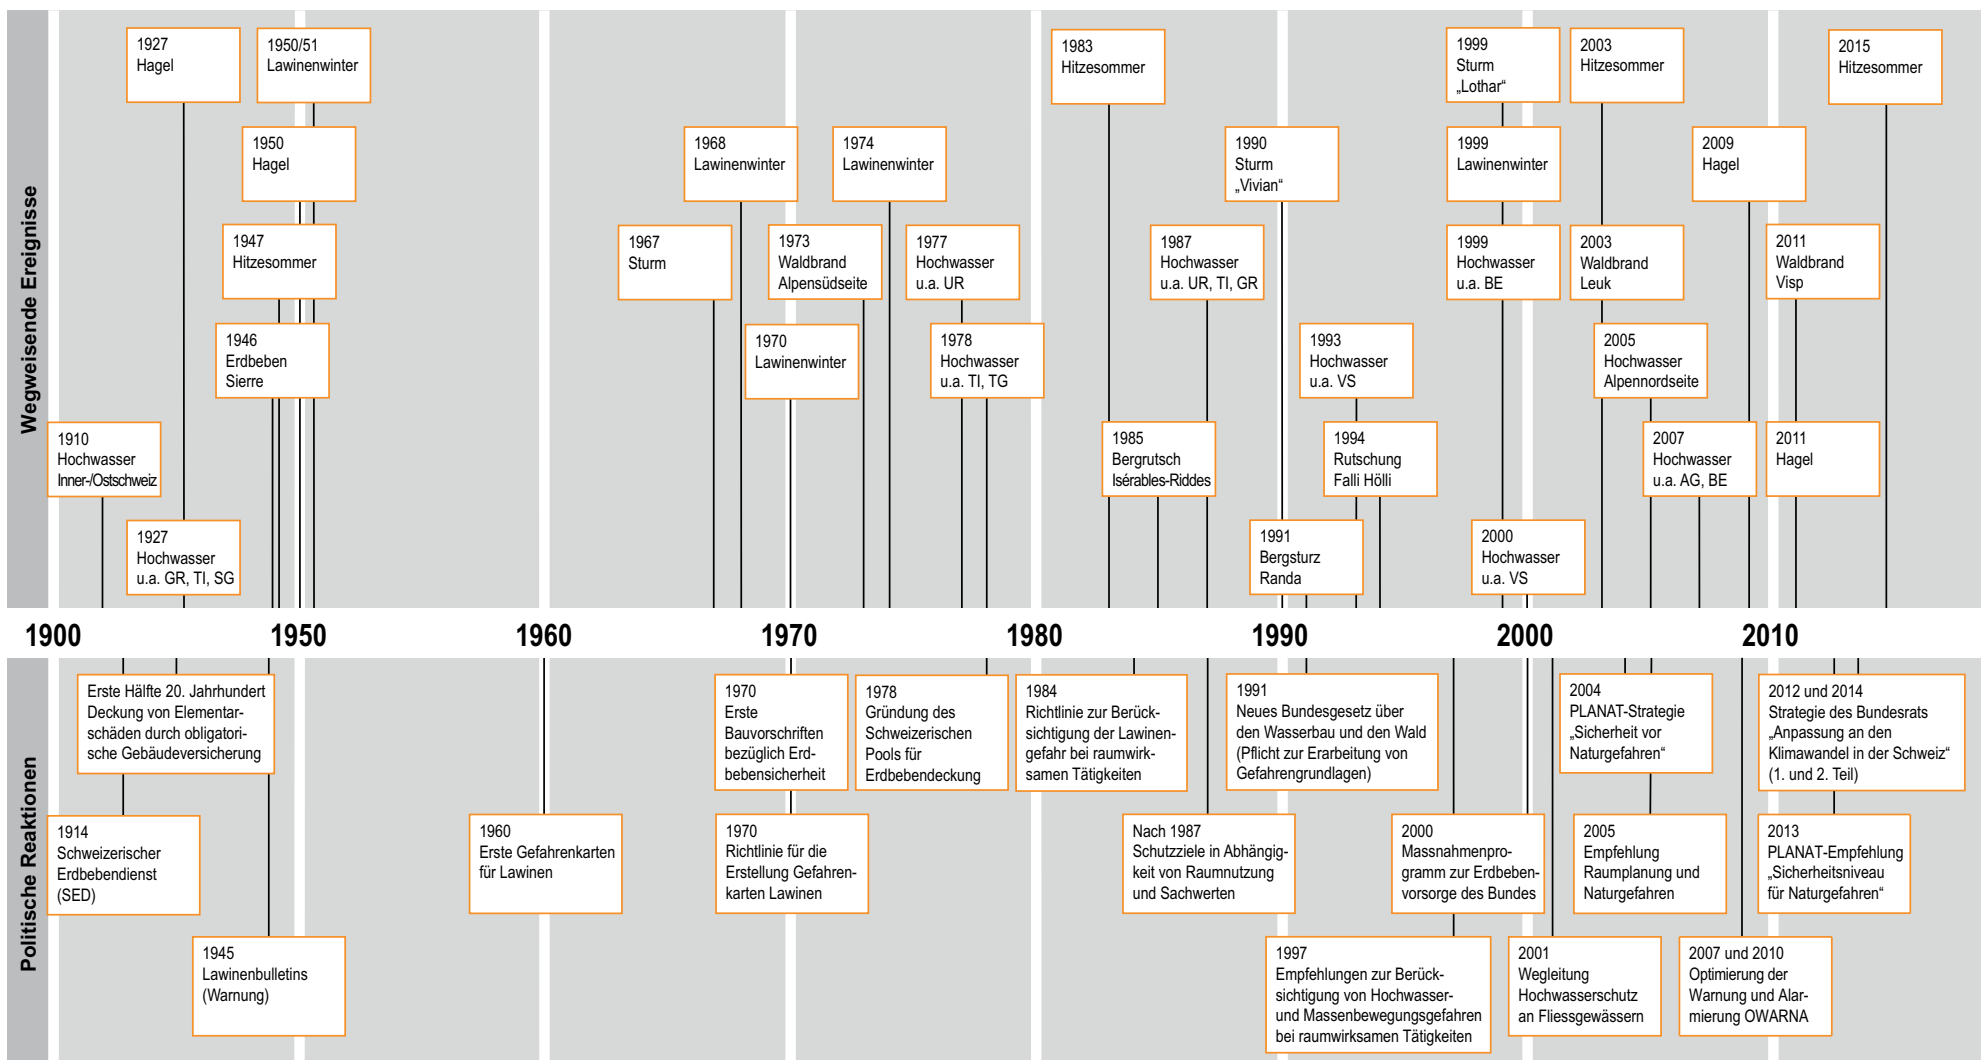 Wegweisende Ereignisse
1927
Hagel
1950/51
Lawinenwinter
1983
Hitzesommer
1999
Sturm
„Lothar“
2003
Hitzesommer
2015
Hitzesommer
1950
Hagel
1968
Lawinenwinter
1974
Lawinenwinter
1990
Sturm
„Vivian“
1999
Lawinenwinter
2009
Hagel
1947
Hitzesommer
1967
Sturm
1973
Waldbrand
Alpensüdseite
1977
Hochwasser
u.a. UR
1987
Hochwasser
u.a. UR, TI, GR
1999
Hochwasser
u.a. BE
2003
Waldbrand
Leuk
2011
Waldbrand
Visp
1946
Erdbeben
Sierre
1970
Lawinenwinter
1978
Hochwasser
u.a. TI, TG
1993
Hochwasser
u.a. VS
2005
Hochwasser
Alpennordseite
1910
Hochwasser
Inner-/Ostschweiz
1985
Bergrutsch
Isérables-Riddes
1994
Rutschung
Falli Hölli
2007
Hochwasser
u.a. AG, BE
2011
Hagel
1927
Hochwasser
u.a. GR, TI, SG
1991
Bergsturz
Randa
2000
Hochwasser
u.a. VS
1900 1950 1960 1970 1980 1990 2000 2010
Politische Reaktionen
Erste Hälfte 20. Jahrhundert
Deckung von Elementar-
schäden durch obligatori-
sche Gebäudeversicherung
1970
Erste
Bauvorschriften
bezüglich Erd-
bebensicherheit
1978
Gründung des
Schweizerischen
Pools für
Erdbebendeckung
1984
Richtlinie zur Berück-
sichtigung der Lawinen-
gefahr bei raumwirk-
samen Tätigkeiten
1991
Neues Bundesgesetz über
den Wasserbau und den Wald
(Pflicht zur Erarbeitung von
Gefahrengrundlagen)
2004
PLANAT-Strategie
„Sicherheit vor
Naturgefahren“
2012 und 2014
Strategie des Bundesrats
„Anpassung an den
Klimawandel in der Schweiz“
(1. und 2. Teil)
1914
Schweizerischer
Erdbebendienst
(SED)
1960
Erste Gefahrenkarten
für Lawinen
1970
Richtlinie für die
Erstellung Gefahren-
karten Lawinen
Nach 1987
Schutzziele in Abhängig-
keit von Raumnutzung
und Sachwerten
2000
Massnahmenpro-
gramm zur Erdbeben-
vorsorge des Bundes
2005
Empfehlung
Raumplanung und
Naturgefahren
2013
PLANAT-Empfehlung
„Sicherheitsniveau
für Naturgefahren“
1945
Lawinenbulletins
(Warnung)
1997
Empfehlungen zur Berück-
sichtigung von Hochwasser-
und Massenbewegungsgefahren
bei raumwirksamen Tätigkeiten
2001
Wegleitung
Hochwasserschutz
an Fliessgewässern
2007 und 2010
Optimierung der
Warnung und Alar-
mierung OWARNA